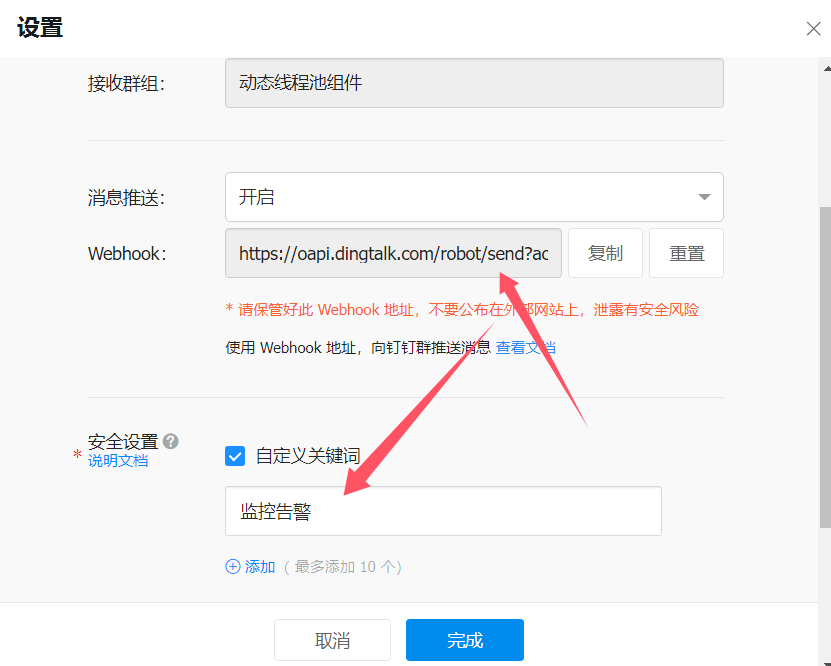 设置
接收群组： 动态线程池组件
消息推送： 开启
Webhook： https://oapi.dingtalk.com/robot/send?ac 复制 重置
* 请保管好此 Webhook 地址，不要公布在外部网站上，泄露有安全风险
使用 Webhook 地址，向钉钉群推送消息 查看文档
* 安全设置 ?
说明文档
自定义关键词
监控告警
添加（ 最多添加 10 个）
取消 完成